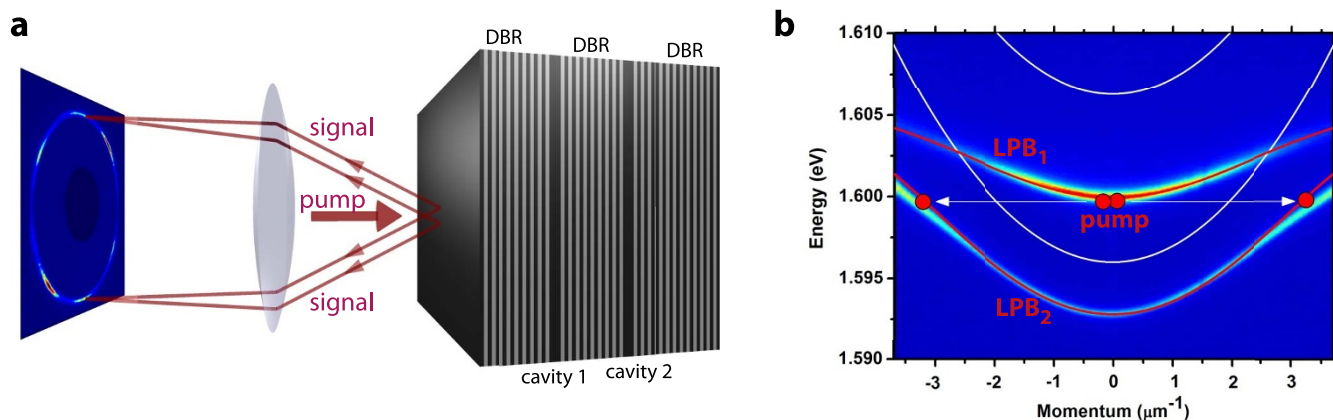 a
DBR DBR DBR
signal
pump
signal
cavity 1 cavity 2
b
1.610
1.605
1.600
1.595
1.590
Energy (eV)
LPB1
pump
LPB2
-3 -2 -1 0 1 2 3
Momentum (μm-1)